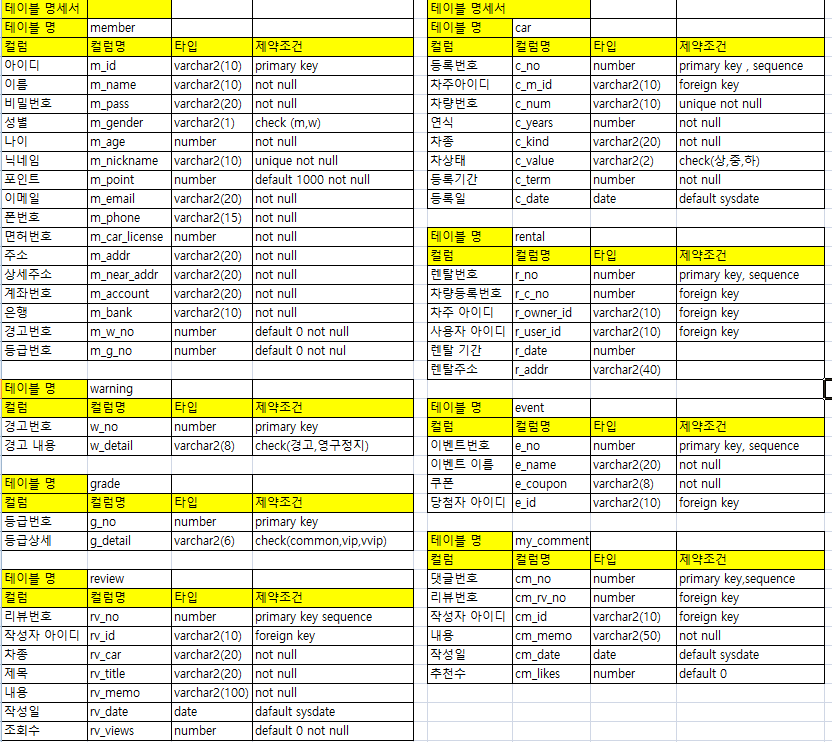 테이블 명세서
테이블 명 member
컬럼 컬럼명 타입 제약조건
아이디 m_id varchar2(10) primary key
이름 m_name varchar2(10) not null
비밀번호 m_pass varchar2(20) not null
성별 m_gender varchar2(1) check (m,w)
나이 m_age number not null
닉네임 m_nickname varchar2(10) unique not null
포인트 m_point number default 1000 not null
이메일 m_email varchar2(20) not null
폰번호 m_phone varchar2(15) not null
면허번호 m_car_license number not null
주소 m_addr varchar2(20) not null
상세주소 m_near_addr varchar2(20) not null
계좌번호 m_account varchar2(20) not null
은행 m_bank varchar2(10) not null
경고번호 m_w_no number default 0 not null
등급번호 m_g_no number default 0 not nul
테이블 명 warning
컬럼 컬럼명 타입 제약조건
경고번호 w_no number primary key
경고 내용 w_detail varchar2(8) check(경고,영구정지)
테이블 명 grade
컬럼 컬럼명 타입 제약조건
등급번호 g_no number primary key
등급상세 g_detail varchar2(6) check(common,vip,vvip)
테이블 명 review
컬럼 컬럼명 타입 제약조건
리뷰번호 rv_no number primary key sequence
작성자 아이디 rv_id varchar2(10) foreign key
차종 rv_car varchar2(20) not null
제목 rv_title varchar2(20) not null
내용 rv_memo varchar2(100) not null
작성일 rv_date date dafault sysdate
조회수 rv_views number default 0 not null
테이블 명세서
테이블 명 car
컬럼 컬럼명 타입 제약조건
등록번호 c_no number primary key , sequence
차주아이디 c_m_id varchar2(10) foreign key
차량번호 c_num varchar2(10) unique not null
연식 c_years number not null
차종 c_kind varchar2(20) not null
차상태 c_value varchar2(2) check(상,중,하)
등록기간 c_term number not null
등록일 c_date date default sysdate
테이블 명 rental
컬럼 컬럼명 타입 제약조건
렌탈번호 r_no number primary key, sequence
차량등록번호 r_c_no number foreign key
차주 아이디 r_owner_id varchar2(10) foreign key
사용자 아이디 r_user_id varchar2(10) foreign key
렌탈 기간 r_date number
렌탈주소 r_addr varchar2(40)
테이블 명 event
컬럼 컬럼명 타입 제약조건
이벤트번호 e_no number primary key, sequence
이벤트 이름 e_name varchar2(20) not null
쿠폰 e_coupon varchar2(8) not null
당첨자 아이디 e_id varchar2(10) foreign key
테이블 명 my_comment
컬럼 컬럼명 타입 제약조건
댓글번호 cm_no number primary key,sequence
리뷰번호 cm_rv_no number foreign key
작성자 아이디 cm_id varchar2(10) foreign key
내용 cm_memo varchar2(50) not null
작성일 cm_date date default sysdate
추천수 cm_likes number default 0